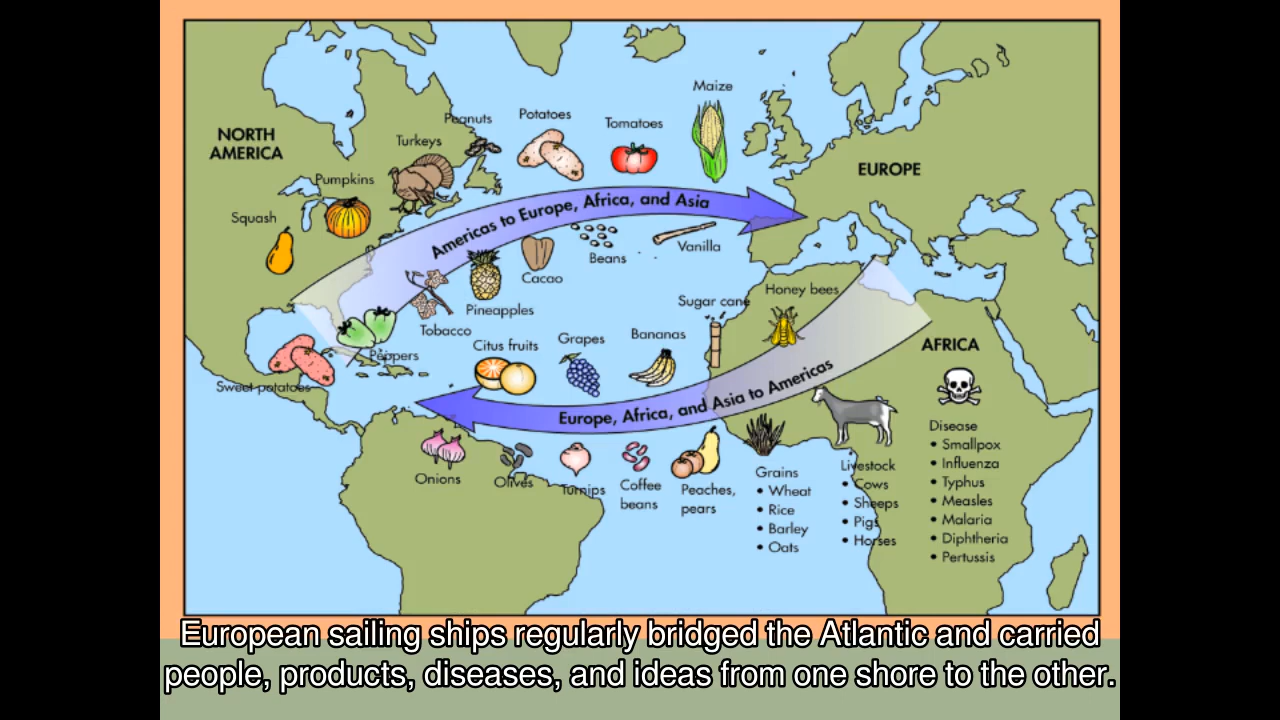 Maize
Peanuts
Potatoes
Tomatoes
NORTH
AMERICA
Turkeys
EUROPE
Pumpkins
Squash
Americas to Europe, Africa, and Asia
Vanilla
Beans
Cacao
Pineapples
Tobacco
Peppers
Sweet potatoes
Honey bees
Sugar cane
Bananas
Grapes
Citus fruits
AFRICA
Europe, Africa, and Asia to Americas
Onions
Olives
Turnips
Coffee
beans
Peaches,
pears
Grains
• Wheat
• Rice
• Barley
• Oats
Livestock
• Cows
• Sheeps
• Pigs
• Horses
Disease
• Smallpox
• Influenza
• Typhus
• Measles
• Malaria
• Diphtheria
• Pertussis
European sailing ships regularly bridged the Atlantic and carried
people, products, diseases, and ideas from one shore to the other.